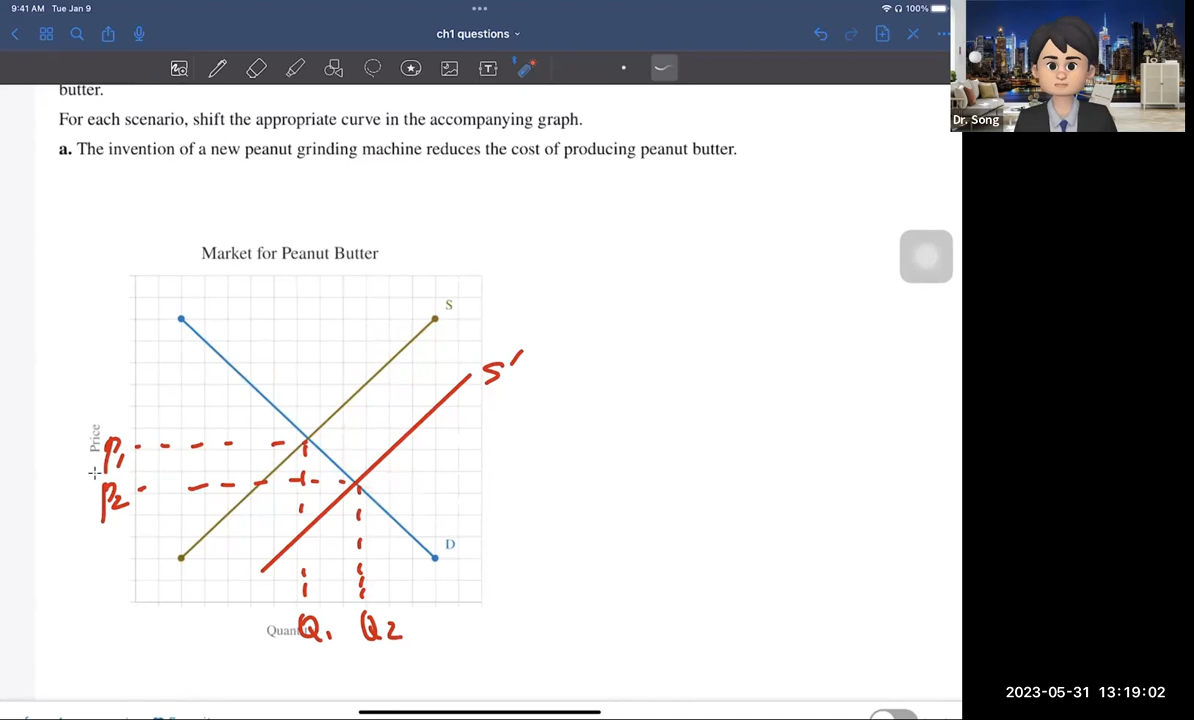 9:41 AM Tue Jan 9
100%
ch1 questions
butter.
For each scenario, shift the appropriate curve in the accompanying graph.
a. The invention of a new peanut grinding machine reduces the cost of producing peanut butter.
Dr. Song
Market for Peanut Butter
S
S'
Price
P1
P2
D
Q1 Q2
2023-05-31 13:19:02